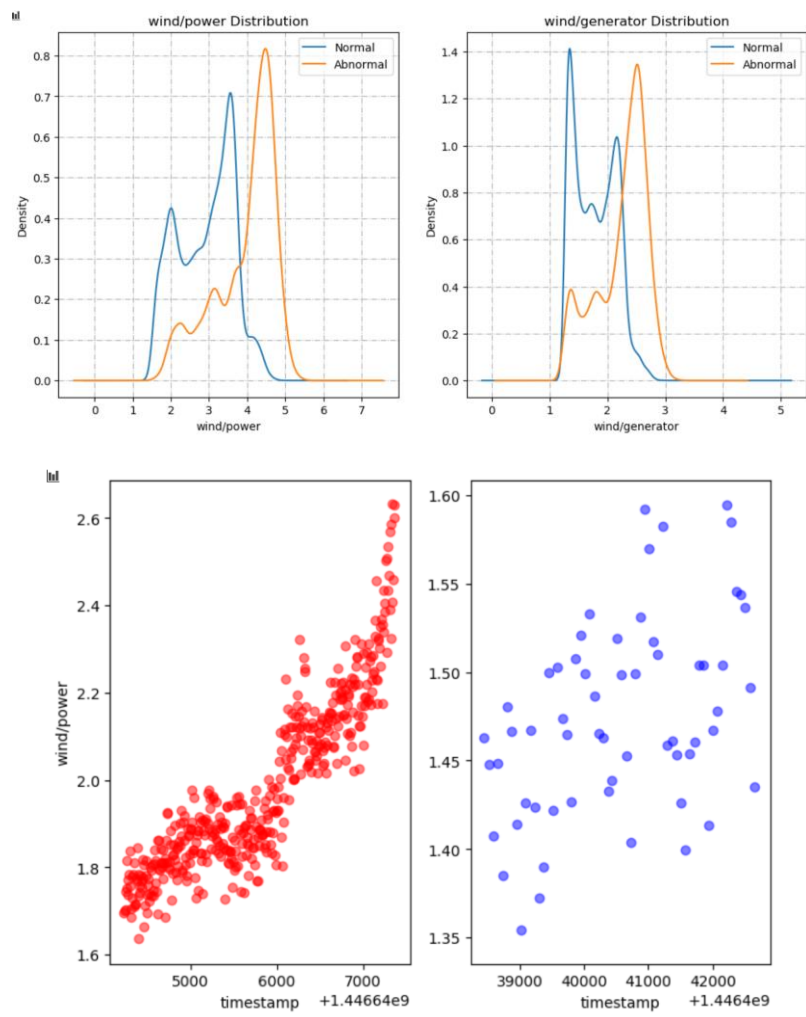 wind/power Distribution
Normal
Abnormal
Density
0.8
0.7
0.6
0.5
0.4
0.3
0.2
0.1
0.0
0 1 2 3 4 5 6 7
wind/power
wind/generator Distribution
Normal
Abnormal
Density
1.4
1.2
1.0
0.8
0.6
0.4
0.2
0.0
0 1 2 3 4 5
wind/generator
wind/power
2.6
2.4
2.2
2.0
1.8
1.6
5000 6000 7000
timestamp +1.44664e9
1.60
1.55
1.50
1.45
1.40
1.35
39000 40000 41000 42000
timestamp +1.4464e9